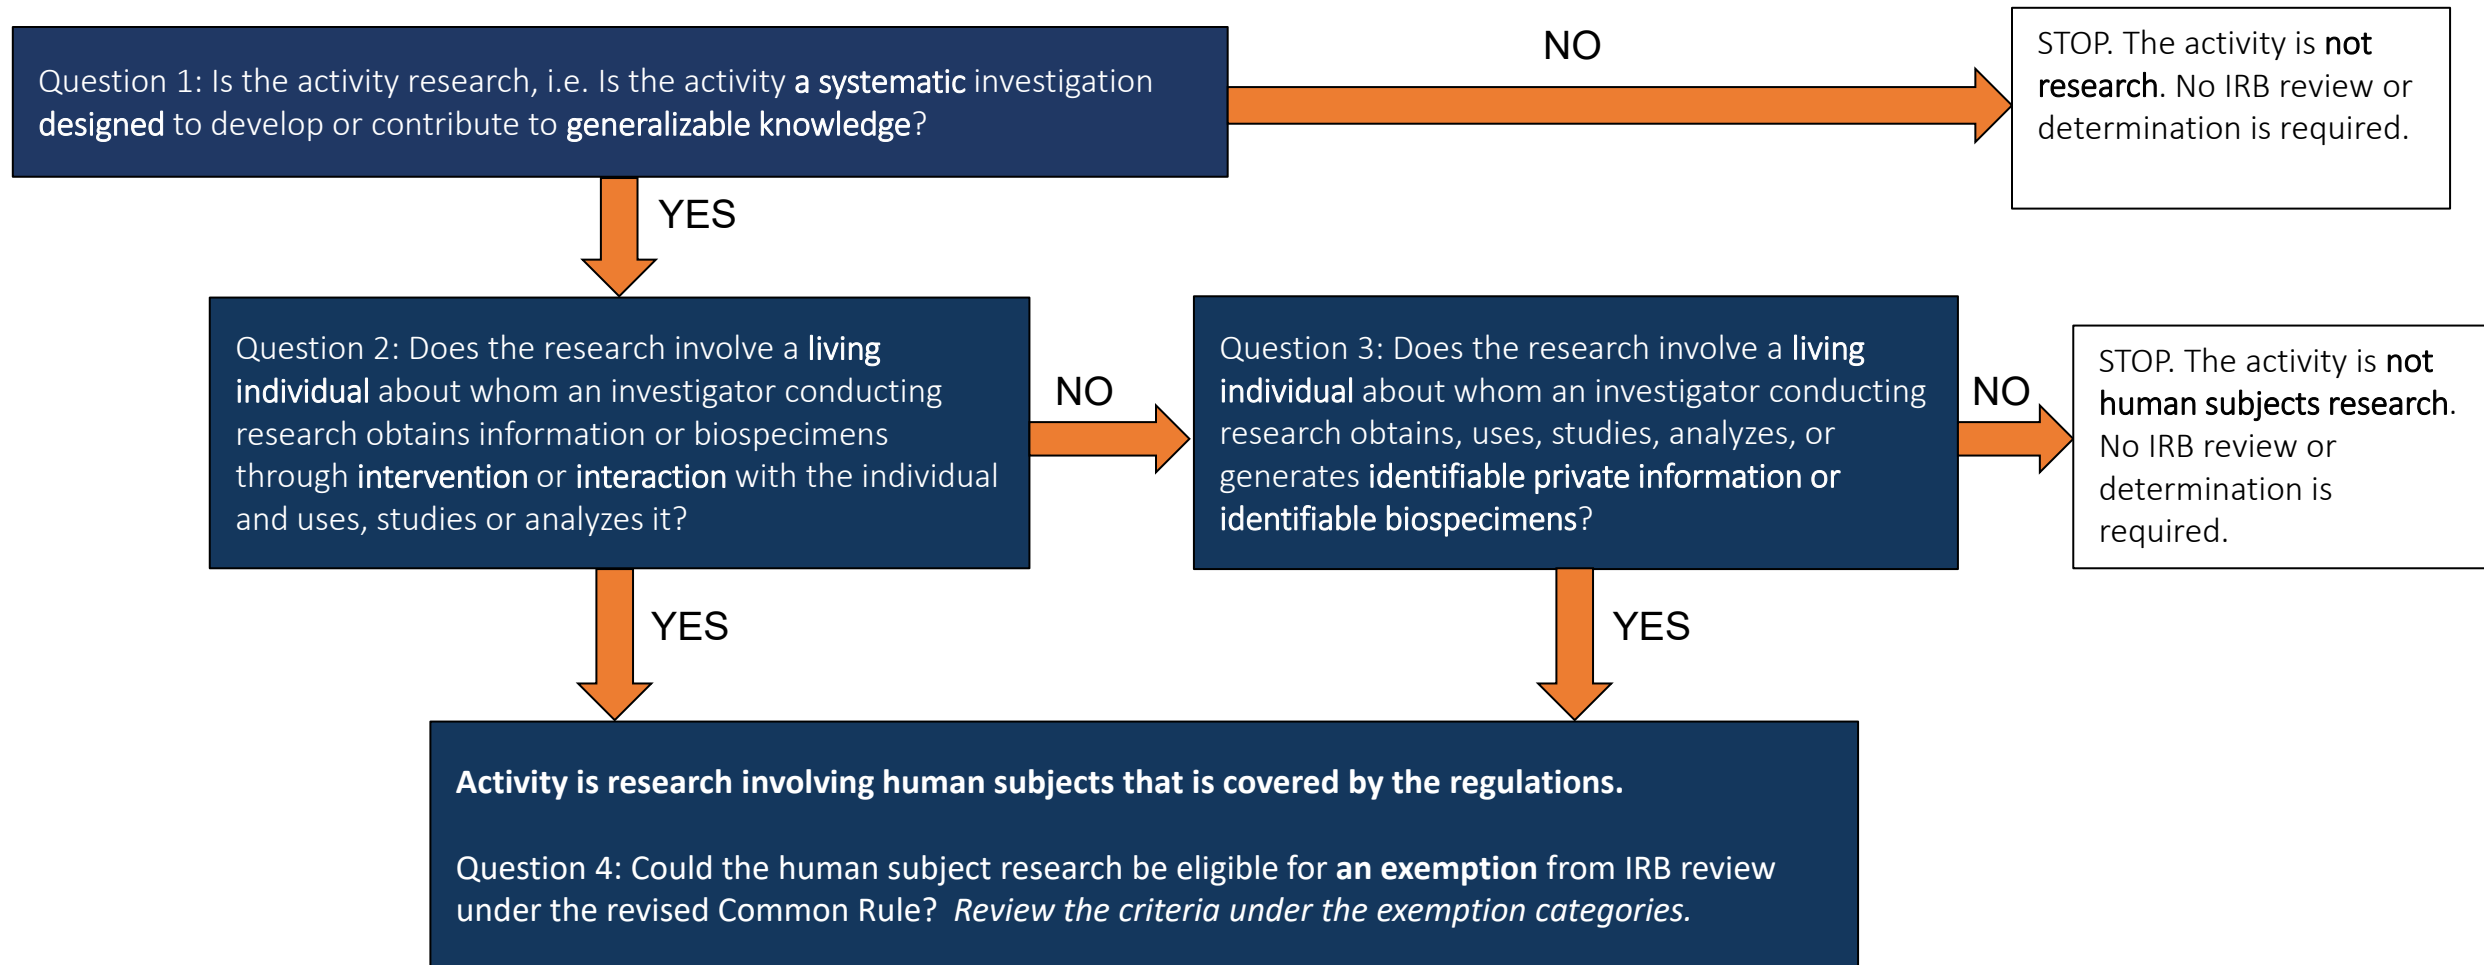 Question 1: Is the activity research, i.e. Is the activity a systematic investigation
designed to develop or contribute to generalizable knowledge?
NO
STOP. The activity is not
research. No IRB review or
determination is required.
YES
Question 2: Does the research involve a living
individual about whom an investigator conducting
research obtains information or biospecimens
through intervention or interaction with the individual
and uses, studies or analyzes it?
NO
Question 3: Does the research involve a living
individual about whom an investigator conducting
research obtains, uses, studies, analyzes, or
generates identifiable private information or
identifiable biospecimens?
NO
STOP. The activity is not
human subjects research.
No IRB review or
determination is
required.
YES
YES
Activity is research involving human subjects that is covered by the regulations.
Question 4: Could the human subject research be eligible for an exemption from IRB review
under the revised Common Rule? Review the criteria under the exemption categories.